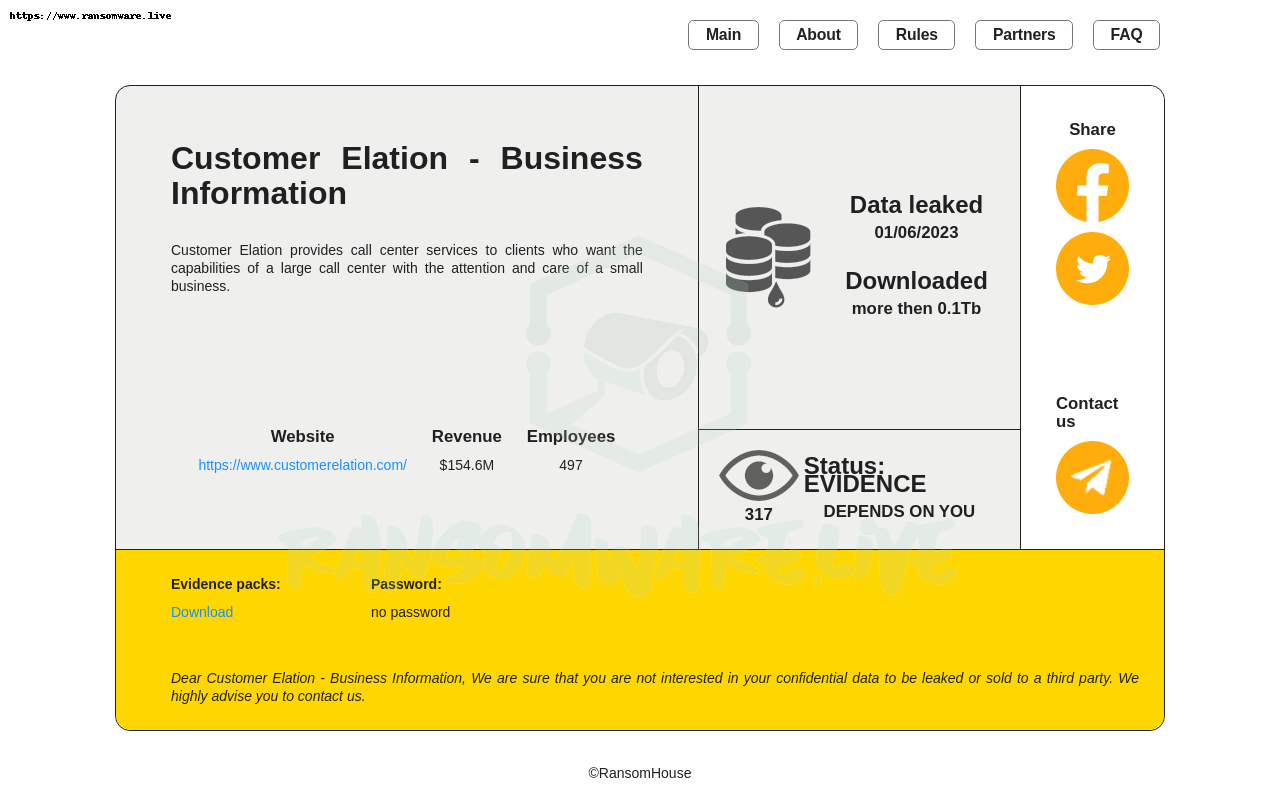 https://www.ransomware.live
Main
About
Rules
Partners
FAQ
Customer Elation - Business
Information
Customer Elation provides call center services to clients who want the
capabilities of a large call center with the attention and care of a small
business.
Website
Revenue
Employees
https://www.customerelation.com/
$154.6M
497
Data leaked
01/06/2023
Downloaded
more then 0.1Tb
Status:
EVIDENCE
317
DEPENDS ON YOU
Share
Contact
us
RANSOMWARE.LIVE
Evidence packs:
Password:
Download
no password
Dear Customer Elation - Business Information, We are sure that you are not interested in your confidential data to be leaked or sold to a third party. We
highly advise you to contact us.
©RansomHouse